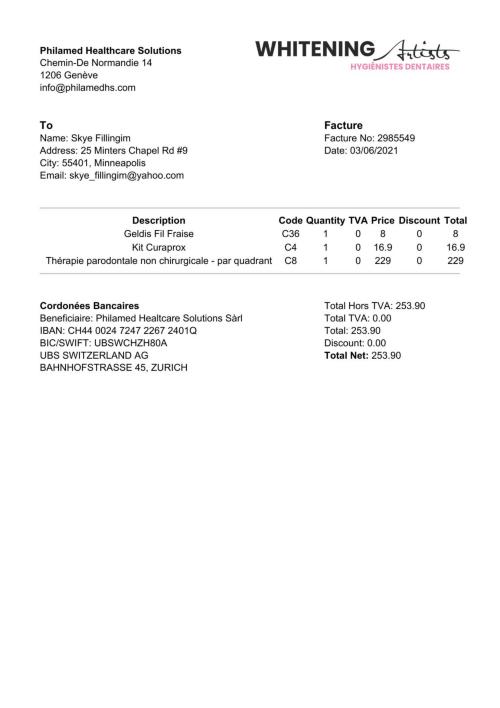 Philamed Healthcare Solutions
Chemin-De Normandie 14
1206 Genève
info@philamedhs.com
WHITENING Artists
HYGIÉNISTES DENTAIRES
To
Name: Skye Fillingim
Address: 25 Minters Chapel Rd #9
City: 55401, Minneapolis
Email: skye_fillingim@yahoo.com
Facture
Facture No: 2985549
Date: 03/06/2021
Description Code Quantity TVA Price Discount Total
Geldis Fil Fraise C36 1 0 8 0 8
Kit Curaprox C4 1 0 16.9 0 16.9
Thérapie parodontale non chirurgicale - par quadrant C8 1 0 229 0 229
Cordonées Bancaires
Beneficiaire: Philamed Healtcare Solutions Sàrl
IBAN: CH44 0024 7247 2267 2401Q
BIC/SWIFT: UBSWCHZH80A
UBS SWITZERLAND AG
BAHNHOFSTRASSE 45, ZURICH
Total Hors TVA: 253.90
Total TVA: 0.00
Total: 253.90
Discount: 0.00
Total Net: 253.90